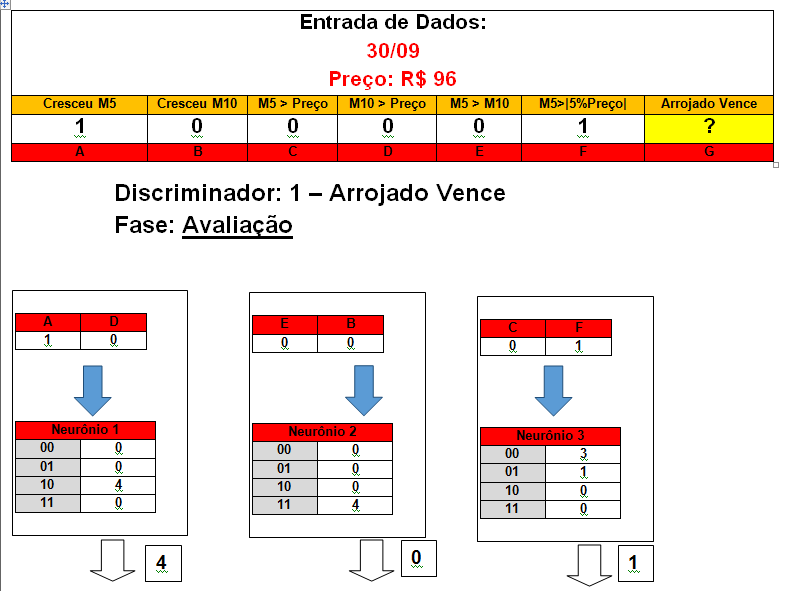 Entrada de Dados:
30/09
Preço: R$ 96
Cresceu M5 Cresceu M10 M5 > Preço M10 > Preço M5 > M10 M5>|5%Preço| Arrojado Vence
1 0 0 0 0 1 ?
A B C D E F G
Discriminador: 1 – Arrojado Vence
Fase: Avaliação
A D
1 0
Neurônio 1
00 0
01 0
10 4
11 0
4
E B
0 0
Neurônio 2
00 0
01 0
10 0
11 4
0
C F
0 1
Neurônio 3
00 3
01 1
10 0
11 0
1